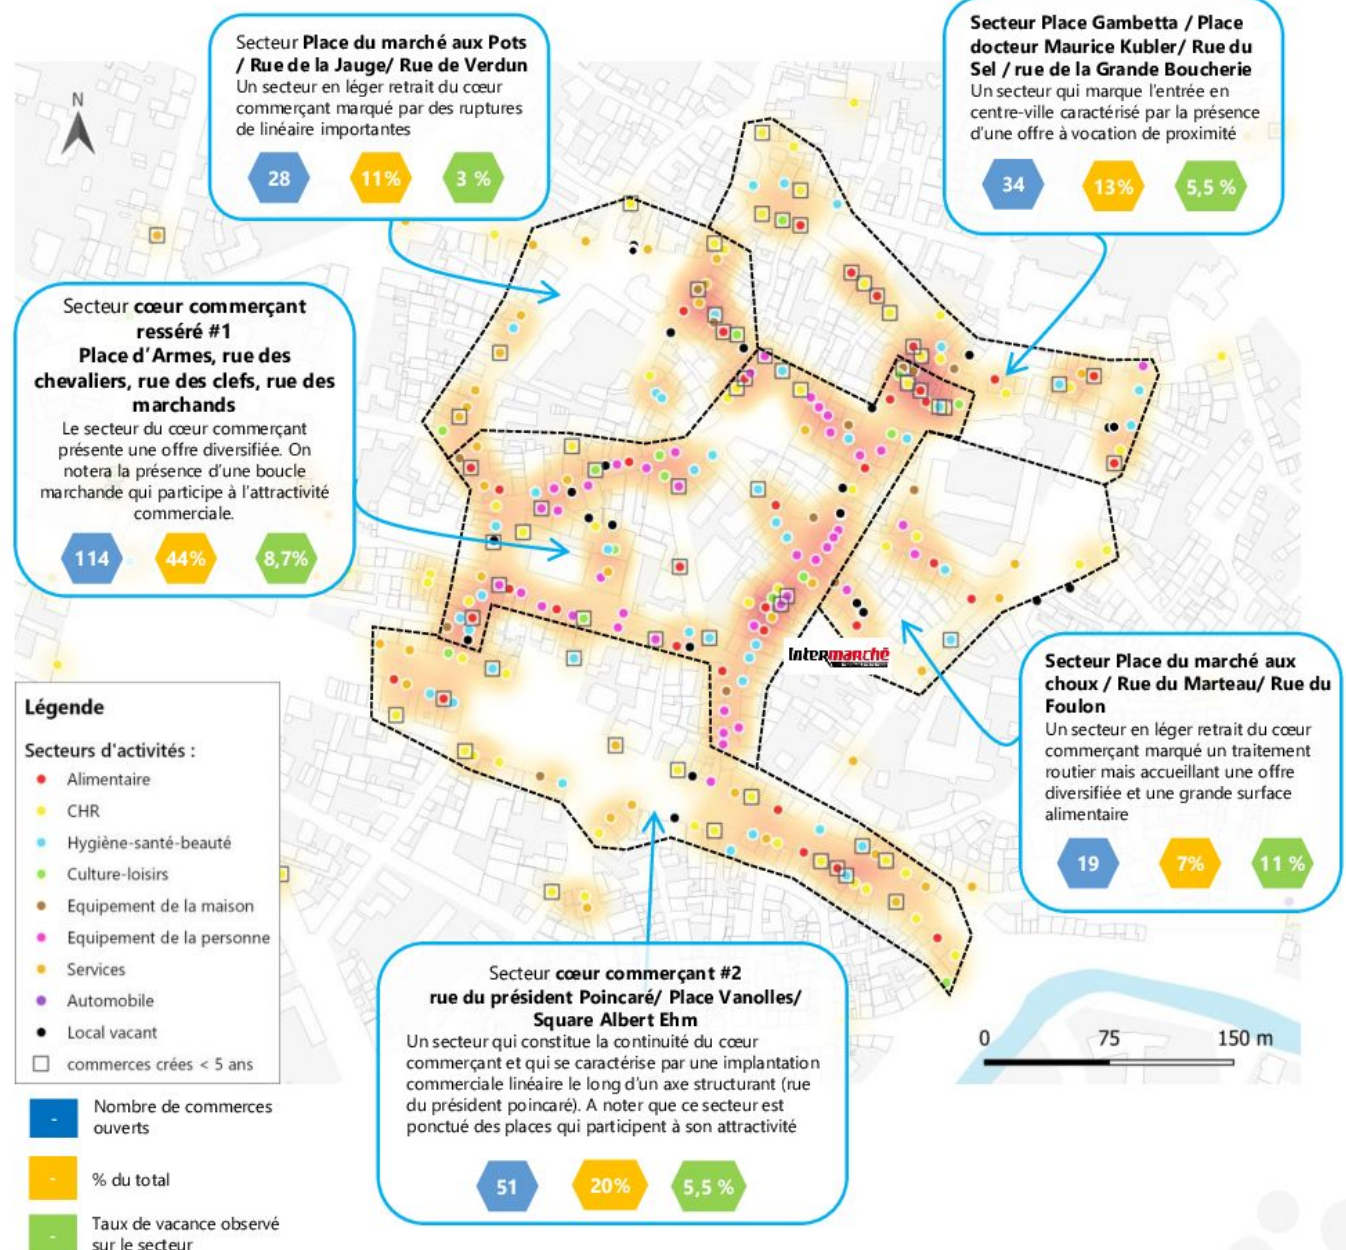 Secteur Place du marché aux Pots
/ Rue de la Jauge/ Rue de Verdun
Un secteur en léger retrait du cœur
commerçant marqué par des ruptures
de linéaire importantes
28
11%
3 %
Secteur Place Gambetta / Place
docteur Maurice Kubler/ Rue du
Sel / rue de la Grande Boucherie
Un secteur qui marque l'entrée en
centre-ville caractérisé par la présence
d'une offre à vocation de proximité
34
13%
5,5 %
N
Secteur cœur commerçant
resséré #1
Place d'Armes, rue des
chevaliers, rue des clefs, rue des
marchands
Le secteur du cœur commerçant
présente une offre diversifiée. On
notera la présence d'une boucle
marchande qui participe à l'attractivité
commerciale.
114
44%
8,7%
Intermarché
Secteur Place du marché aux
choux / Rue du Marteau/ Rue du
Foulon
Un secteur en léger retrait du cœur
commerçant marqué un traitement
routier mais accueillant une offre
diversifiée et une grande surface
alimentaire
19
7%
11 %
Légende
Secteurs d'activités :
Alimentaire
CHR
Hygiène-santé-beauté
Culture-loisirs
Equipement de la maison
Equipement de la personne
Services
Automobile
Local vacant
commerces crées < 5 ans
- Nombre de commerces
ouverts
- % du total
- Taux de vacance observé
sur le secteur
Secteur cœur commerçant #2
rue du président Poincaré/ Place Vanolles/
Square Albert Ehm
Un secteur qui constitue la continuité du cœur
commerçant et qui se caractérise par une implantation
commerciale linéaire le long d'un axe structurant (rue
du président poincaré). A noter que ce secteur est
ponctué des places qui participent à son attractivité
51
20%
5,5 %
0 75 150 m